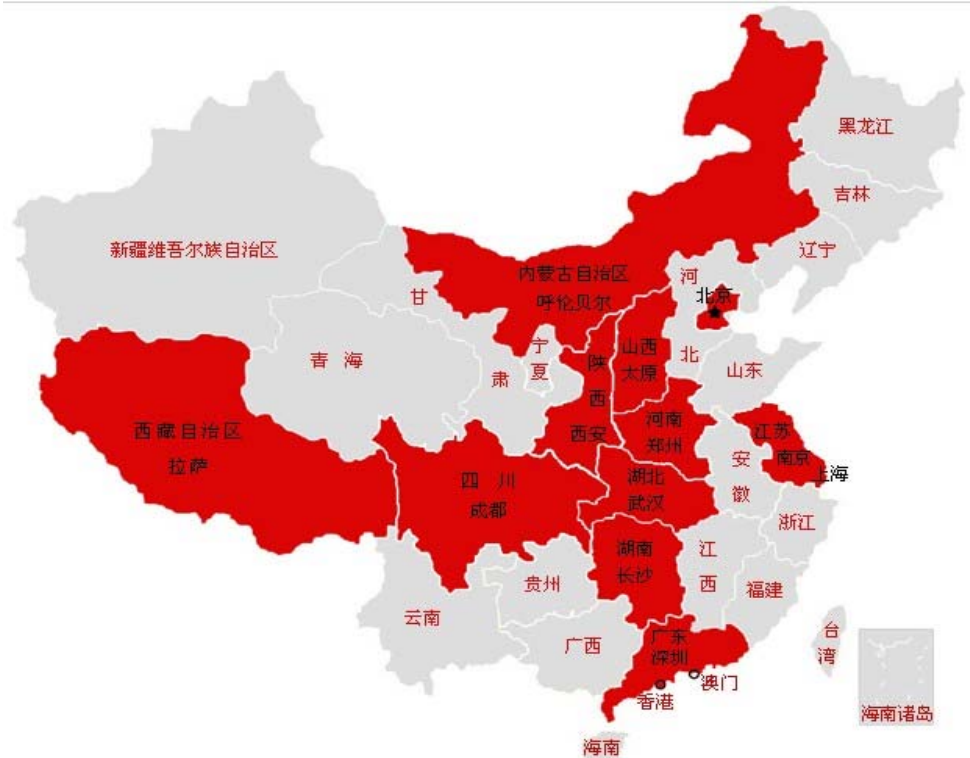 黑龙江
吉林
辽宁
新疆维吾尔族自治区
内蒙古自治区
呼伦贝尔
甘
肃
河
北
北京
宁
夏
青 海
陕
西
西安
山西
太原
山东
河南
郑州
江苏
南京
上海
西藏自治区
拉萨
四 川
成都
湖北
武汉
安
徽
浙江
湖南
长沙
江
西
贵州
福建
云南
广西
广东
深圳
台
湾
香港
澳门
海南
海南诸岛